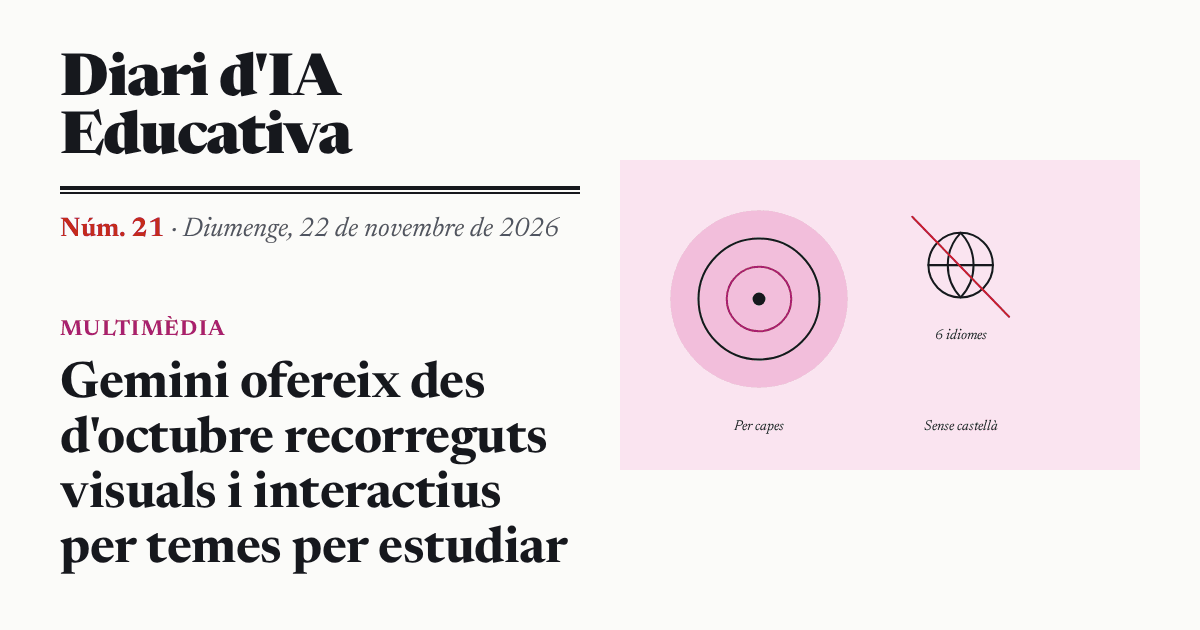 Diari d'IA
Educativa
Núm. 21 · Diumenge, 22 de novembre de 2026
MULTIMÈDIA
Gemini ofereix des
d'octubre recorreguts
visuals i interactius
per temes per estudiar
6 idiomes
Per capes
Sense castellà